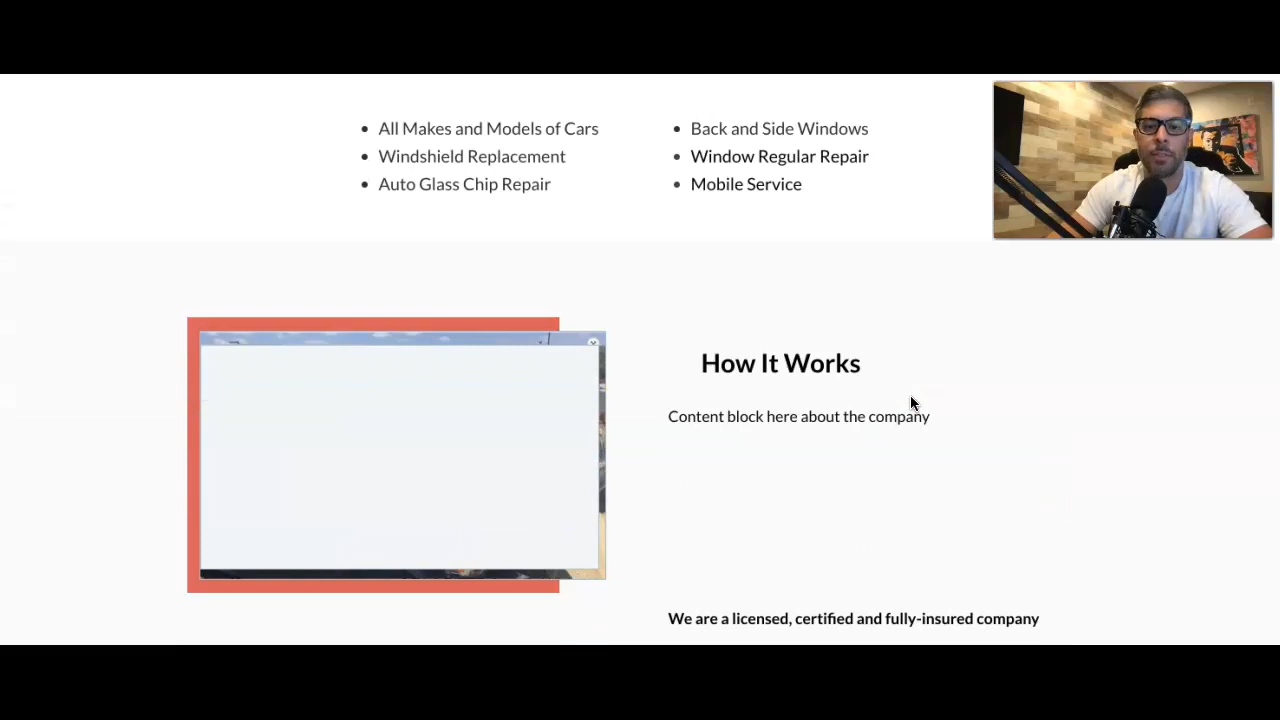 All Makes and Models of Cars
Windshield Replacement
Auto Glass Chip Repair
Back and Side Windows
Window Regular Repair
Mobile Service
How It Works
Content block here about the company
We are a licensed, certified and fully-insured company